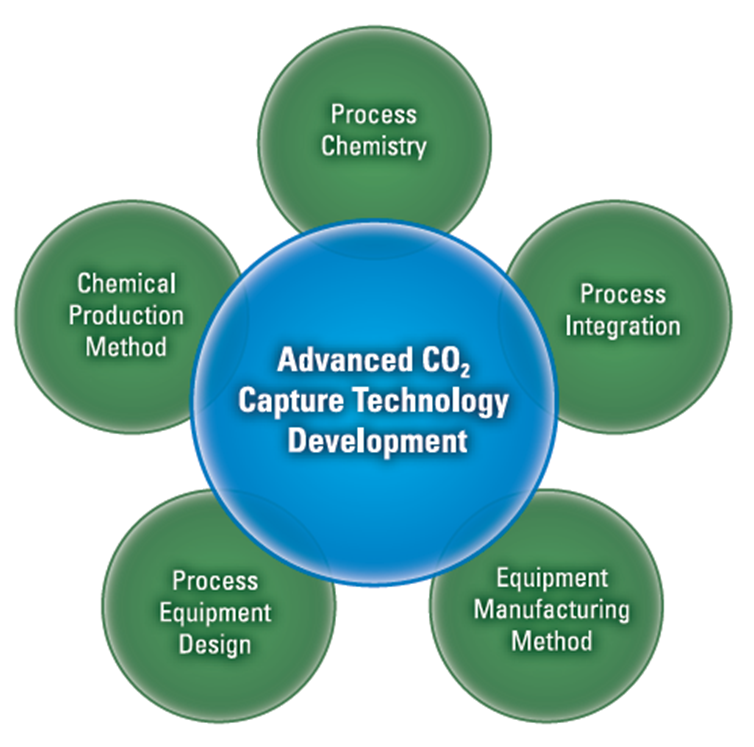 Process
Chemistry
Chemical
Production
Method
Process
Integration
Advanced CO₂
Capture Technology
Development
Process
Equipment
Design
Equipment
Manufacturing
Method